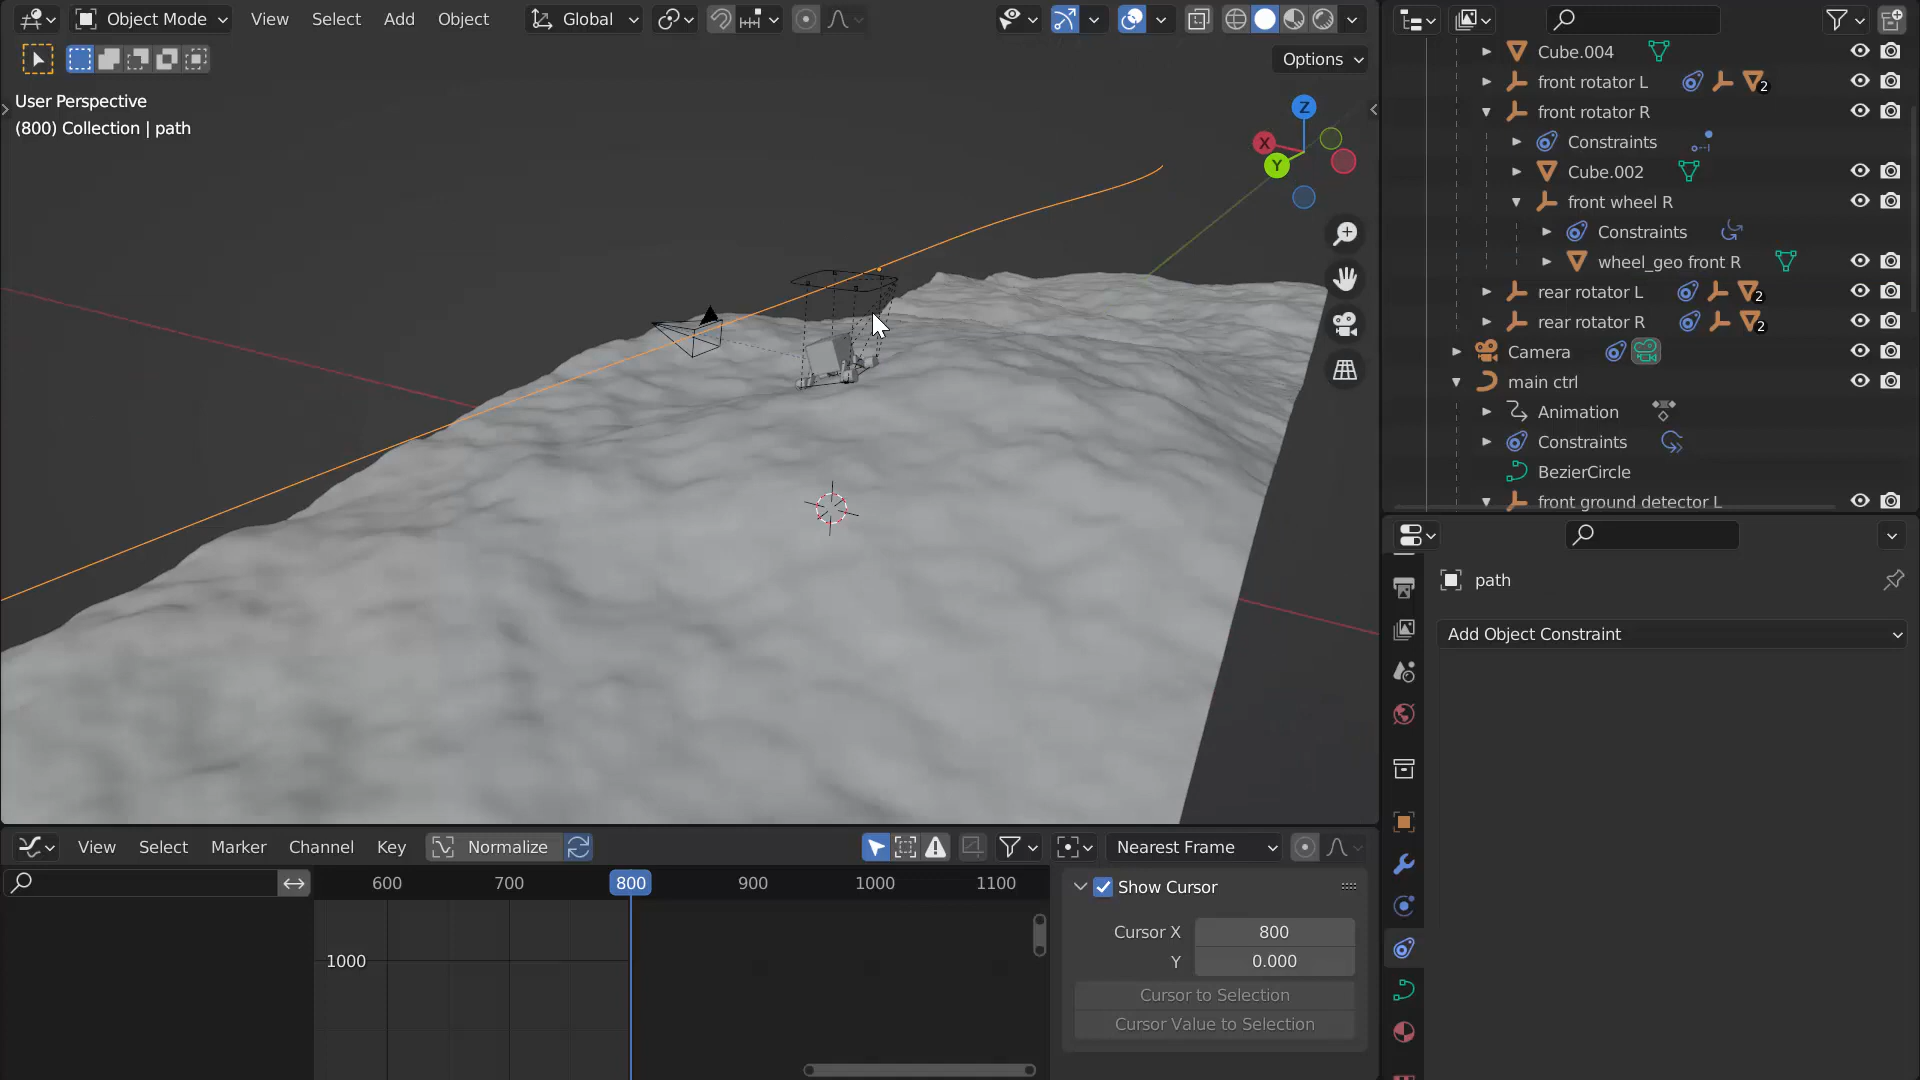 Object Mode View Select Add Object Global
Options
User Perspective
(800) Collection | path
Z
X
Y
Cube.004
front rotator L 2
front rotator R
Constraints
Cube.002
front wheel R
Constraints
wheel_geo front R
rear rotator L 2
rear rotator R 2
Camera
main ctrl
Animation
Constraints
BezierCircle
front ground detector L
path
Add Object Constraint
View Select Marker Channel Key Normalize Nearest Frame
600 700 800 900 1000 1100
1000
Show Cursor
Cursor X 800
Y 0.000
Cursor to Selection
Cursor Value to Selection